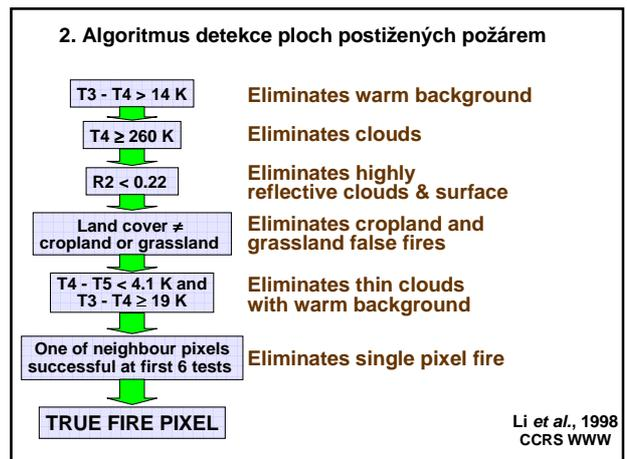 2. Algoritmus detekce ploch postižených požárem
T3 - T4 > 14 K
Eliminates warm background
T4 ≥ 260 K
Eliminates clouds
R2 < 0.22
Eliminates highly
reflective clouds & surface
Land cover ≠
cropland or grassland
Eliminates cropland and
grassland false fires
T4 - T5 < 4.1 K and
T3 - T4 ≥ 19 K
Eliminates thin clouds
with warm background
One of neighbour pixels
successful at first 6 tests
Eliminates single pixel fire
TRUE FIRE PIXEL
Li et al., 1998
CCRS WWW